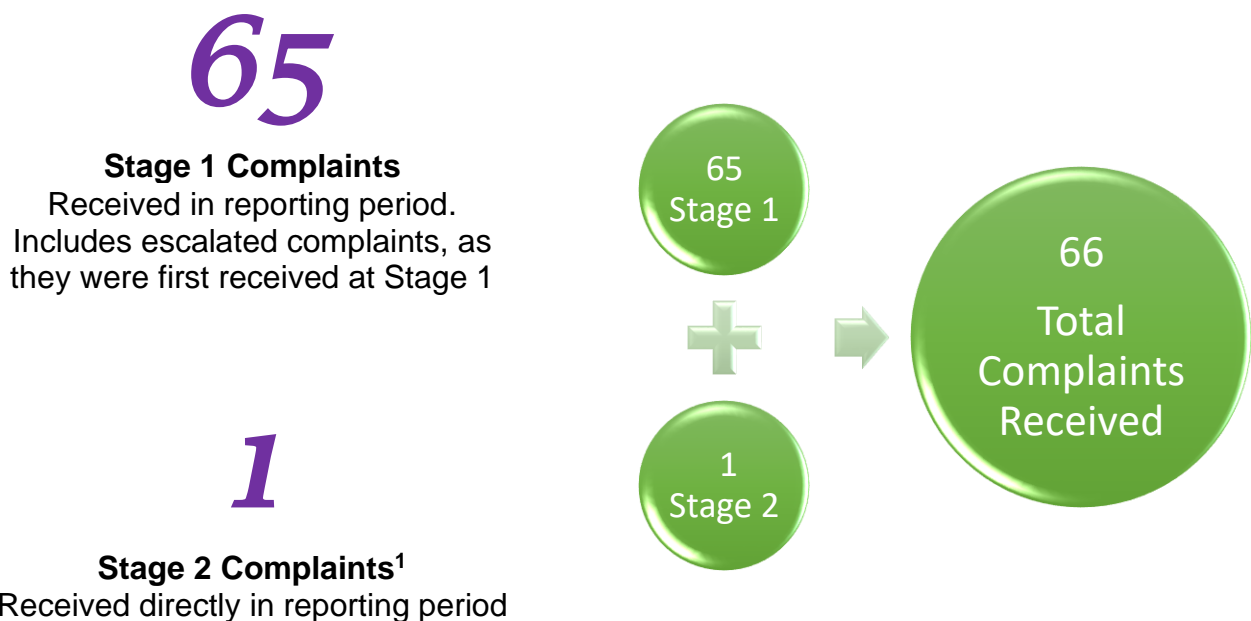 65
Stage 1 Complaints
Received in reporting period.
Includes escalated complaints, as
they were first received at Stage 1
1
Stage 2 Complaints¹
Received directly in reporting period
65
Stage 1
1
Stage 2
66
Total
Complaints
Received